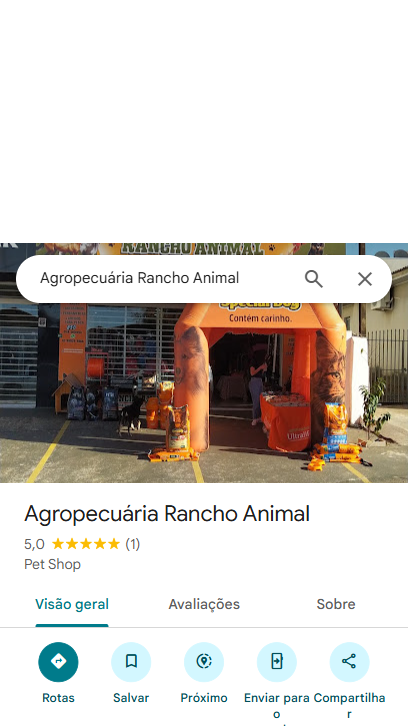 RANCHO ANIMAL
Agropecuária Rancho Animal
Special Dog
Contém carinho.
Agropecuária Rancho Animal
5,0 ★★★★★ (1)
Pet Shop
Visão geral Avaliações Sobre
Rotas Salvar Próximo Enviar para Compartilha
o r